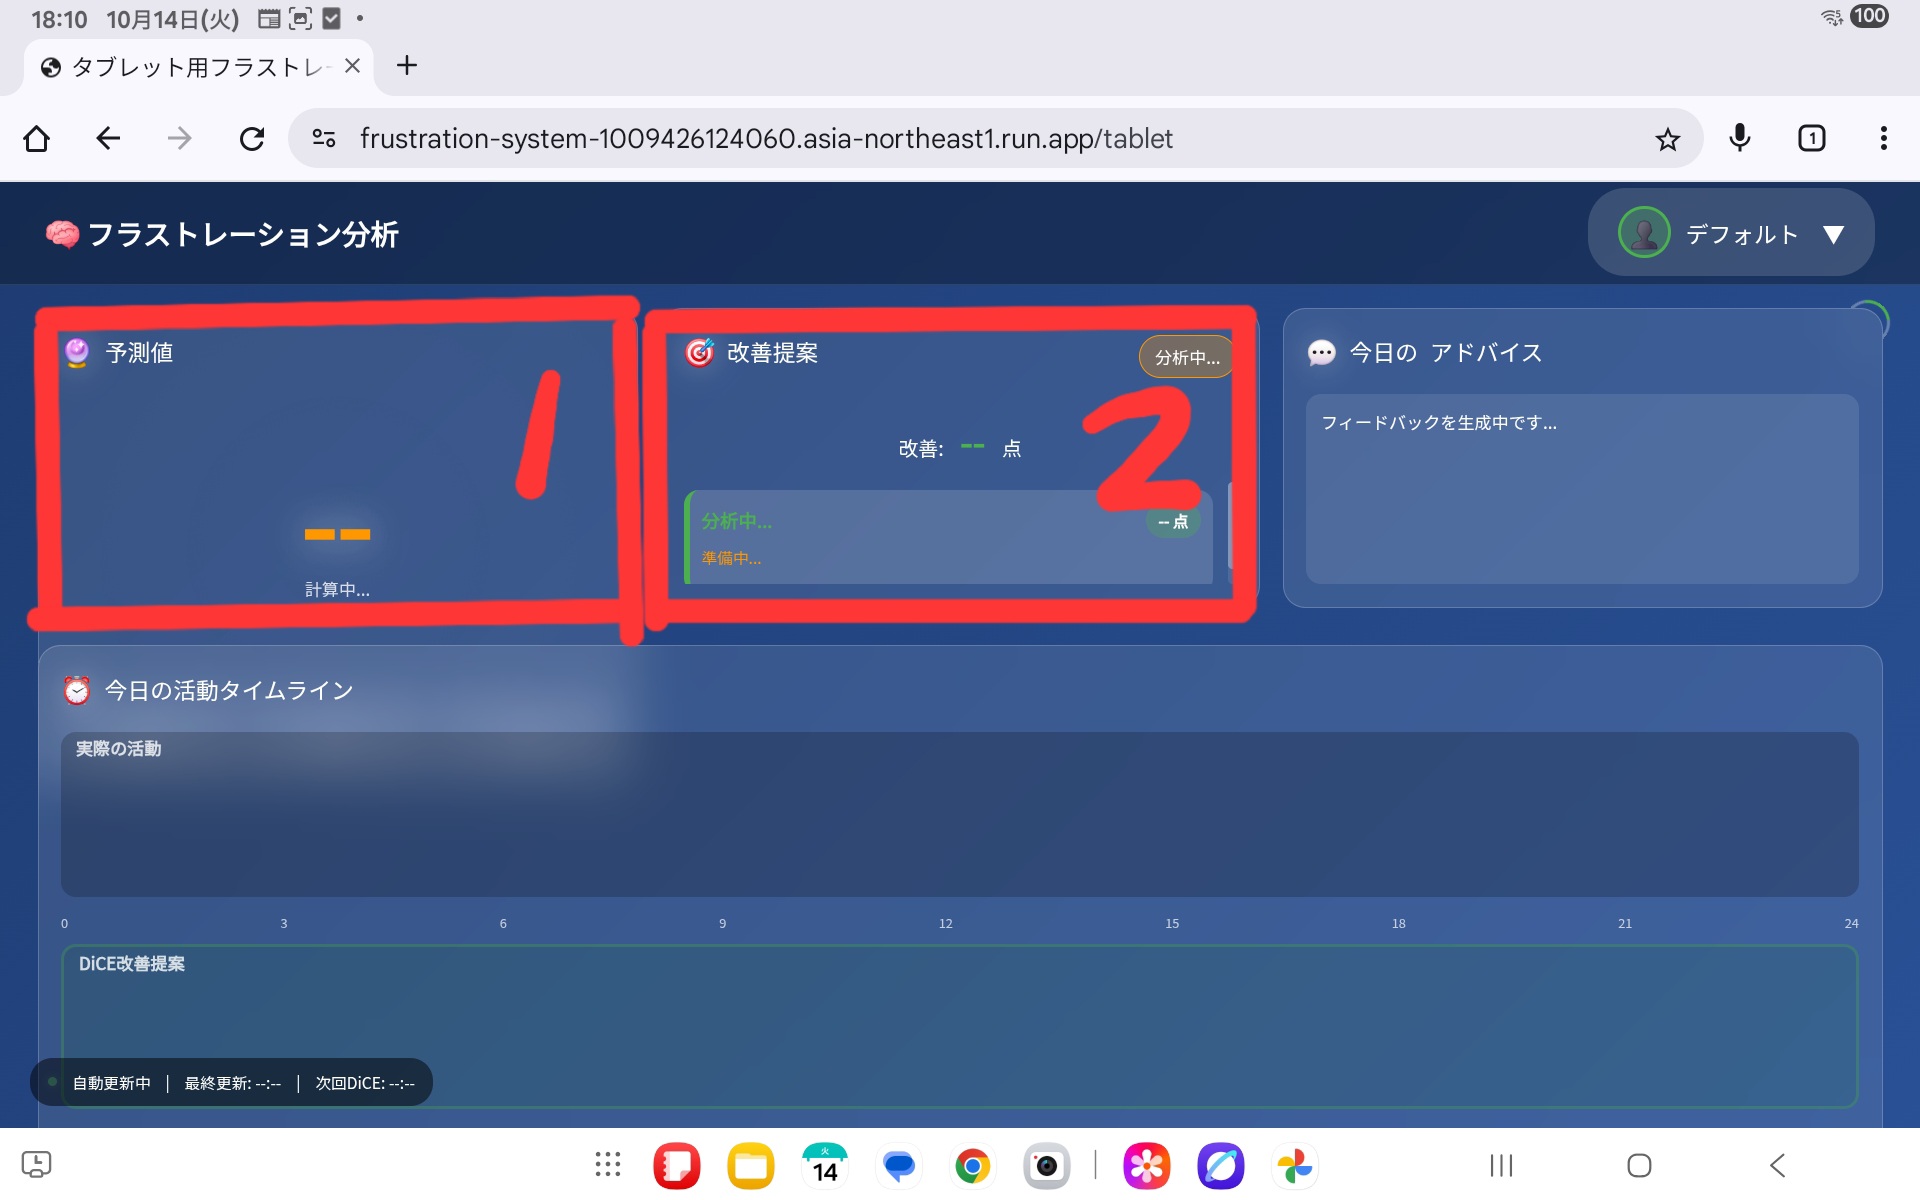 18:10 10月14日(火)
100
タブレット用フラストレー
frustration-system-1009426124060.asia-northeast1.run.app/tablet
1
フラストレーション分析
デフォルト ▼
予測値
1
--
計算中...
改善提案
分析中...
2
改善: -- 点
分析中...
-- 点
準備中...
今日の アドバイス
フィードバックを生成中です...
今日の活動タイムライン
実際の活動
0 3 6 9 12 15 18 21 24
DiCE改善提案
自動更新中 | 最終更新: --:-- | 次回DiCE: --:--
火
14